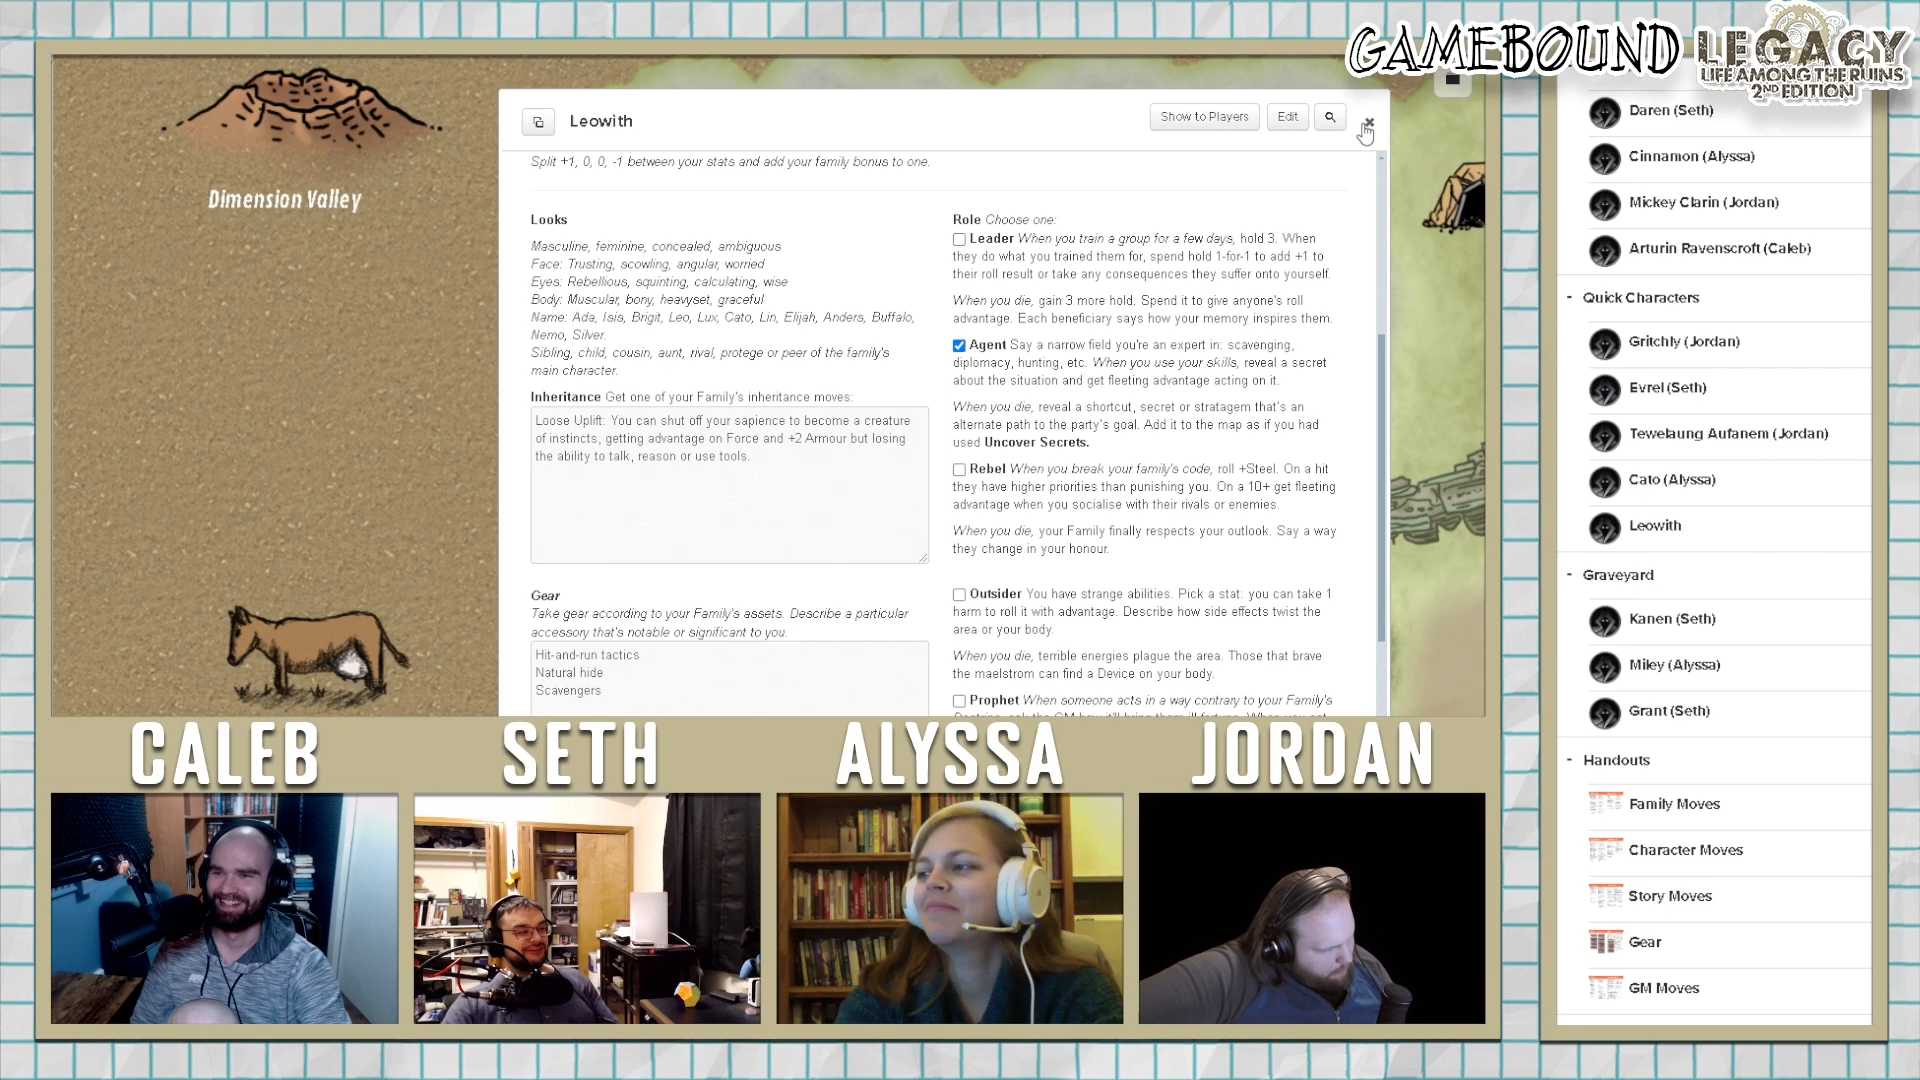 GAMEBOUND
LEGACY
LIFE AMONG THE RUINS
2ND EDITION
Dimension Valley
Leowith
Show to Players
Edit
Split +1, 0, 0, -1 between your stats and add your family bonus to one.
Looks
Masculine, feminine, concealed, ambiguous
Face: Trusting, scowling, angular, worried
Eyes: Rebellious, squinting, calculating, wise
Body: Muscular, bony, heavyset, graceful
Name: Ada, Isis, Brigit, Leo, Lux, Cato, Lin, Elijah, Anders, Buffalo,
Nemo, Silver.
Sibling, child, cousin, aunt, rival, protege or peer of the family's
main character.
Inheritance Get one of your Family's inheritance moves:
Loose Uplift: You can shut off your sapience to become a creature
of instincts, getting advantage on Force and +2 Armour but losing
the ability to talk, reason or use tools.
Gear
Take gear according to your Family's assets. Describe a particular
accessory that's notable or significant to you.
Hit-and-run tactics
Natural hide
Scavengers
Role Choose one:
Leader When you train a group for a few days, hold 3. When
they do what you trained them for, spend hold 1-for-1 to add +1 to
their roll result or take any consequences they suffer onto yourself.
When you die, gain 3 more hold. Spend it to give anyone's roll
advantage. Each beneficiary says how your memory inspires them.
Agent Say a narrow field you're an expert in: scavenging,
diplomacy, hunting, etc. When you use your skills, reveal a secret
about the situation and get fleeting advantage acting on it.
When you die, reveal a shortcut, secret or stratagem that's an
alternate path to the party's goal. Add it to the map as if you had
used Uncover Secrets.
Rebel When you break your family's code, roll +Steel. On a hit
they have higher priorities than punishing you. On a 10+ get fleeting
advantage when you socialise with their rivals or enemies.
When you die, your Family finally respects your outlook. Say a way
they change in your honour.
Outsider You have strange abilities. Pick a stat: you can take 1
harm to roll it with advantage. Describe how side effects twist the
area or your body.
When you die, terrible energies plague the area. Those that brave
the maelstrom can find a Device on your body.
Prophet When someone acts in a way contrary to your Family's
Daren (Seth)
Cinnamon (Alyssa)
Mickey Clarin (Jordan)
Arturin Ravenscroft (Caleb)
- Quick Characters
Gritchly (Jordan)
Evrel (Seth)
Tewelaung Aufanem (Jordan)
Cato (Alyssa)
Leowith
- Graveyard
Kanen (Seth)
Miley (Alyssa)
Grant (Seth)
- Handouts
Family Moves
Character Moves
Story Moves
Gear
GM Moves
CALEB
SETH
ALYSSA
JORDAN